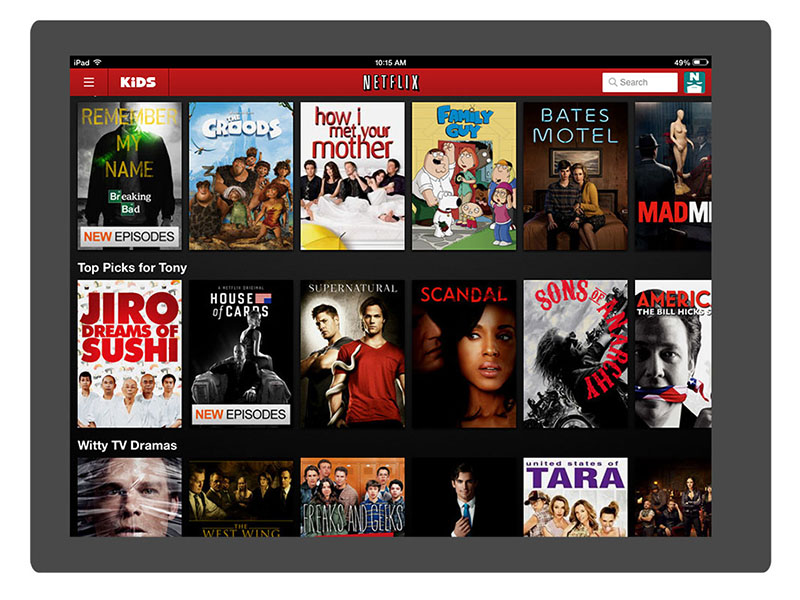 iPad
10:15 AM
49%
KiDS
NETFLIX
Search
N
REMEMBER
MY
NAME
Breaking
Bad
NEW EPISODES
THE
CROODS
how i
met your
mother
FAMILY
GUY
BATES
MOTEL
MADM
Top Picks for Tony
JIRO
DREAMS OF
SUSHI
A NETFLIX ORIGINAL
HOUSE
of CARDS
NEW EPISODES
SUPERNATURAL
SCANDAL
SONS OF ANARCHY
AMERIC
THE BILL HICKS S
Witty TV Dramas
THE
WEST WING
FREAKS AND GEEKS
united states of
TARA